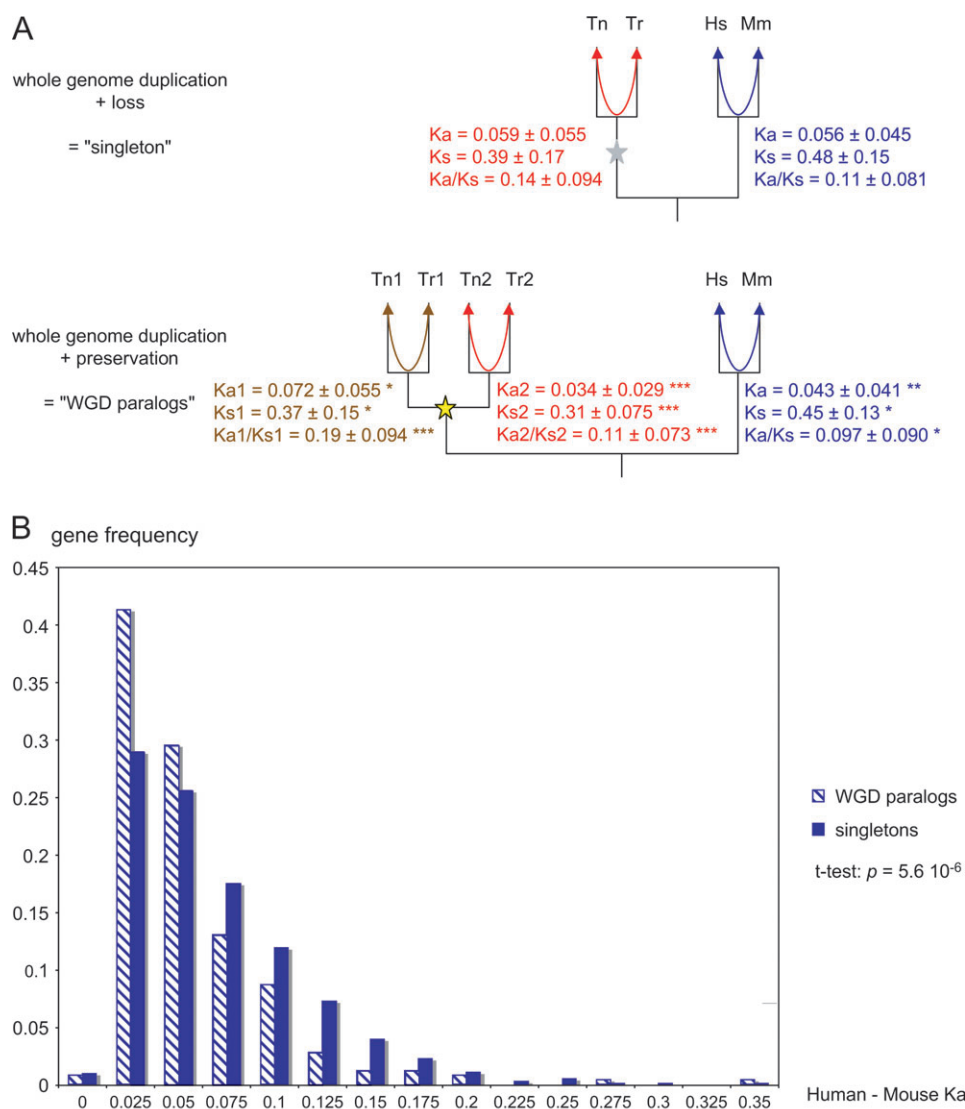 A
Tn Tr Hs Mm
whole genome duplication
+ loss
= "singleton"
Ka = 0.059 ± 0.055
Ks = 0.39 ± 0.17
Ka/Ks = 0.14 ± 0.094
Ka = 0.056 ± 0.045
Ks = 0.48 ± 0.15
Ka/Ks = 0.11 ± 0.081
Tn1 Tr1 Tn2 Tr2 Hs Mm
whole genome duplication
+ preservation
= "WGD paralogs"
Ka1 = 0.072 ± 0.055 *
Ks1 = 0.37 ± 0.15 *
Ka1/Ks1 = 0.19 ± 0.094 ***
Ka2 = 0.034 ± 0.029 ***
Ks2 = 0.31 ± 0.075 ***
Ka2/Ks2 = 0.11 ± 0.073 ***
Ka = 0.043 ± 0.041 **
Ks = 0.45 ± 0.13 *
Ka/Ks = 0.097 ± 0.090 *
B
gene frequency
0.45
0.4
0.35
0.3
0.25
0.2
0.15
0.1
0.05
0
0 0.025 0.05 0.075 0.1 0.125 0.15 0.175 0.2 0.225 0.25 0.275 0.3 0.325 0.35
Human - Mouse Ka
WGD paralogs
singletons
t-test: p = 5.6 10⁻⁶